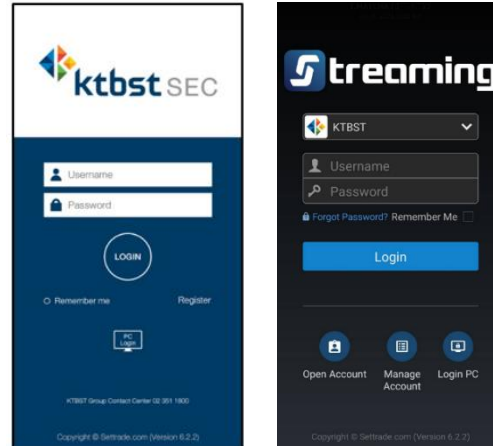 ktbst SEC
Username
Password
LOGIN
Remember me
Register
PC
Login
KTBST Group Contact Center 02 351 1800
Copyright © Settrade.com (Version 6.2.2)
Streaming
KTBST
Username
Password
Forgot Password? Remember Me
Login
Open Account
Manage
Account
Login PC
Copyright © Settrade.com (Version 6.2.2)